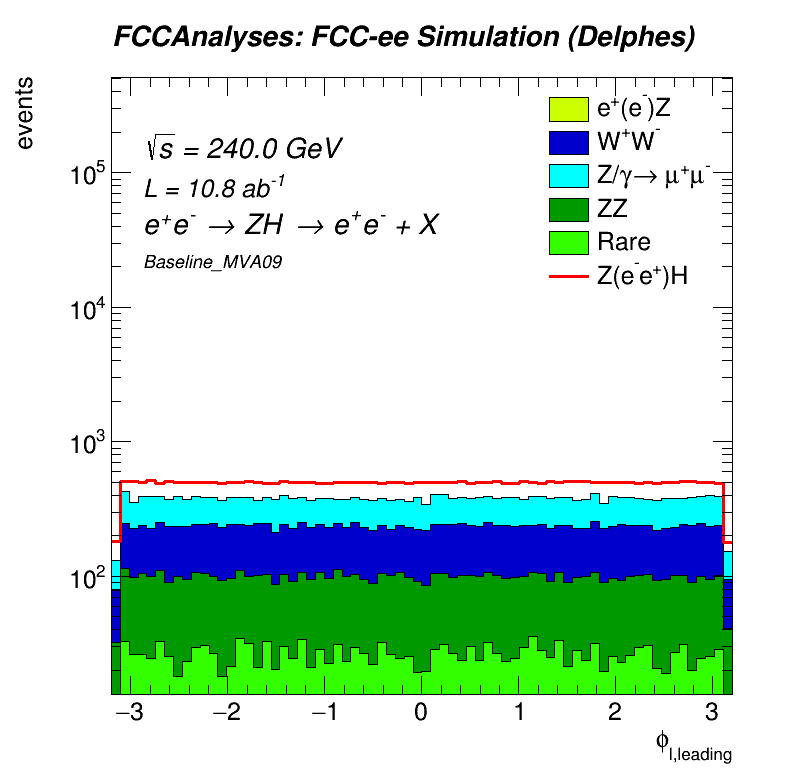 FCCAnalyses: FCC-ee Simulation (Delphes)
events
√s = 240.0 GeV
L = 10.8 ab⁻¹
e⁺e⁻ → ZH → e⁺e⁻ + X
Baseline_MVA09
e⁺(e⁻)Z
W⁺W⁻
Z/γ→ μ⁺μ⁻
ZZ
Rare
Z(e⁻e⁺)H
10⁵
10⁴
10³
10²
−3 −2 −1 0 1 2 3
ϕ_l,leading